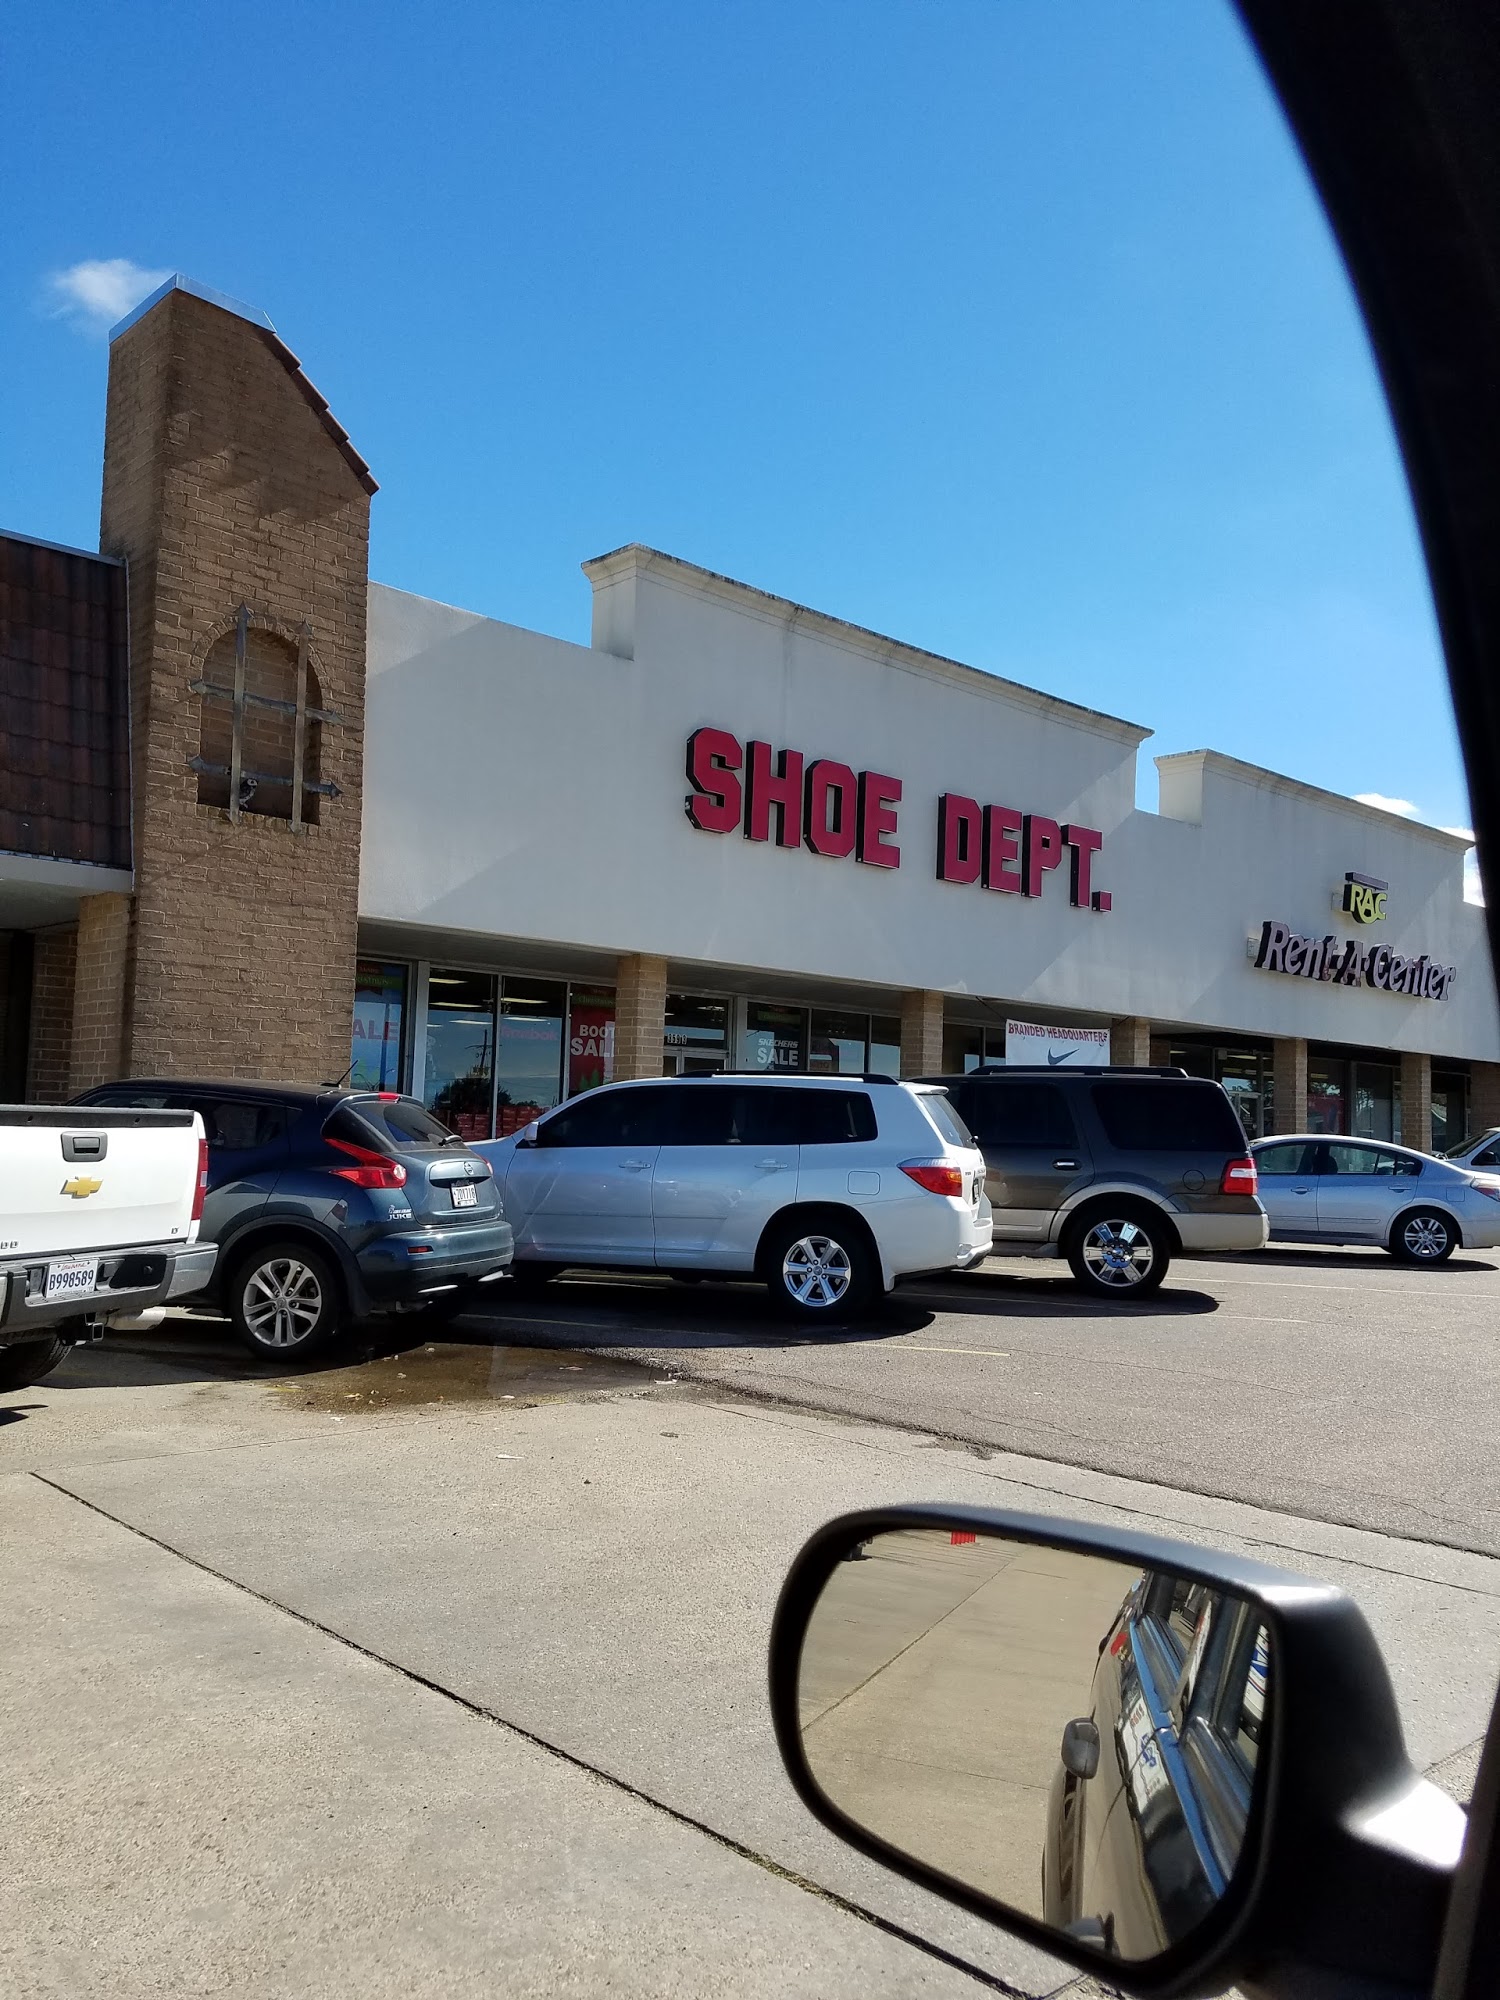 SHOE DEPT.
RAC
Rent-A-Center
BRANDED HEADQUARTERS
SALE
Reebok
BOOT
SALE
SKECHERS
SALE
JUKE
B998589